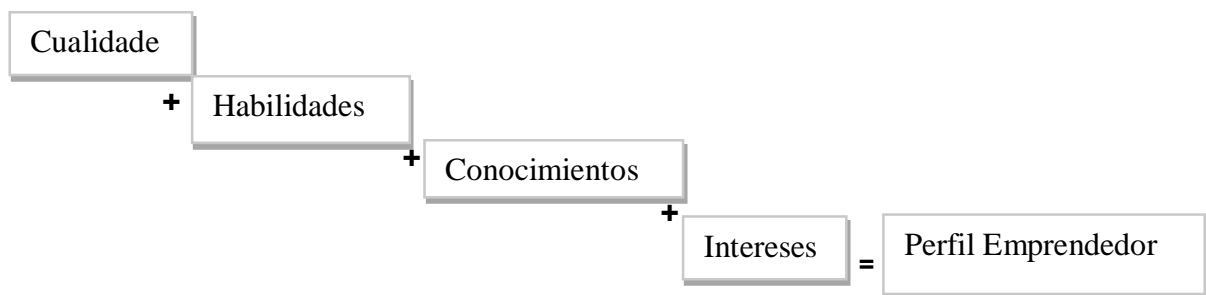 Cualidade
+
Habilidades
+
Conocimientos
+
Intereses
=
Perfil Emprendedor